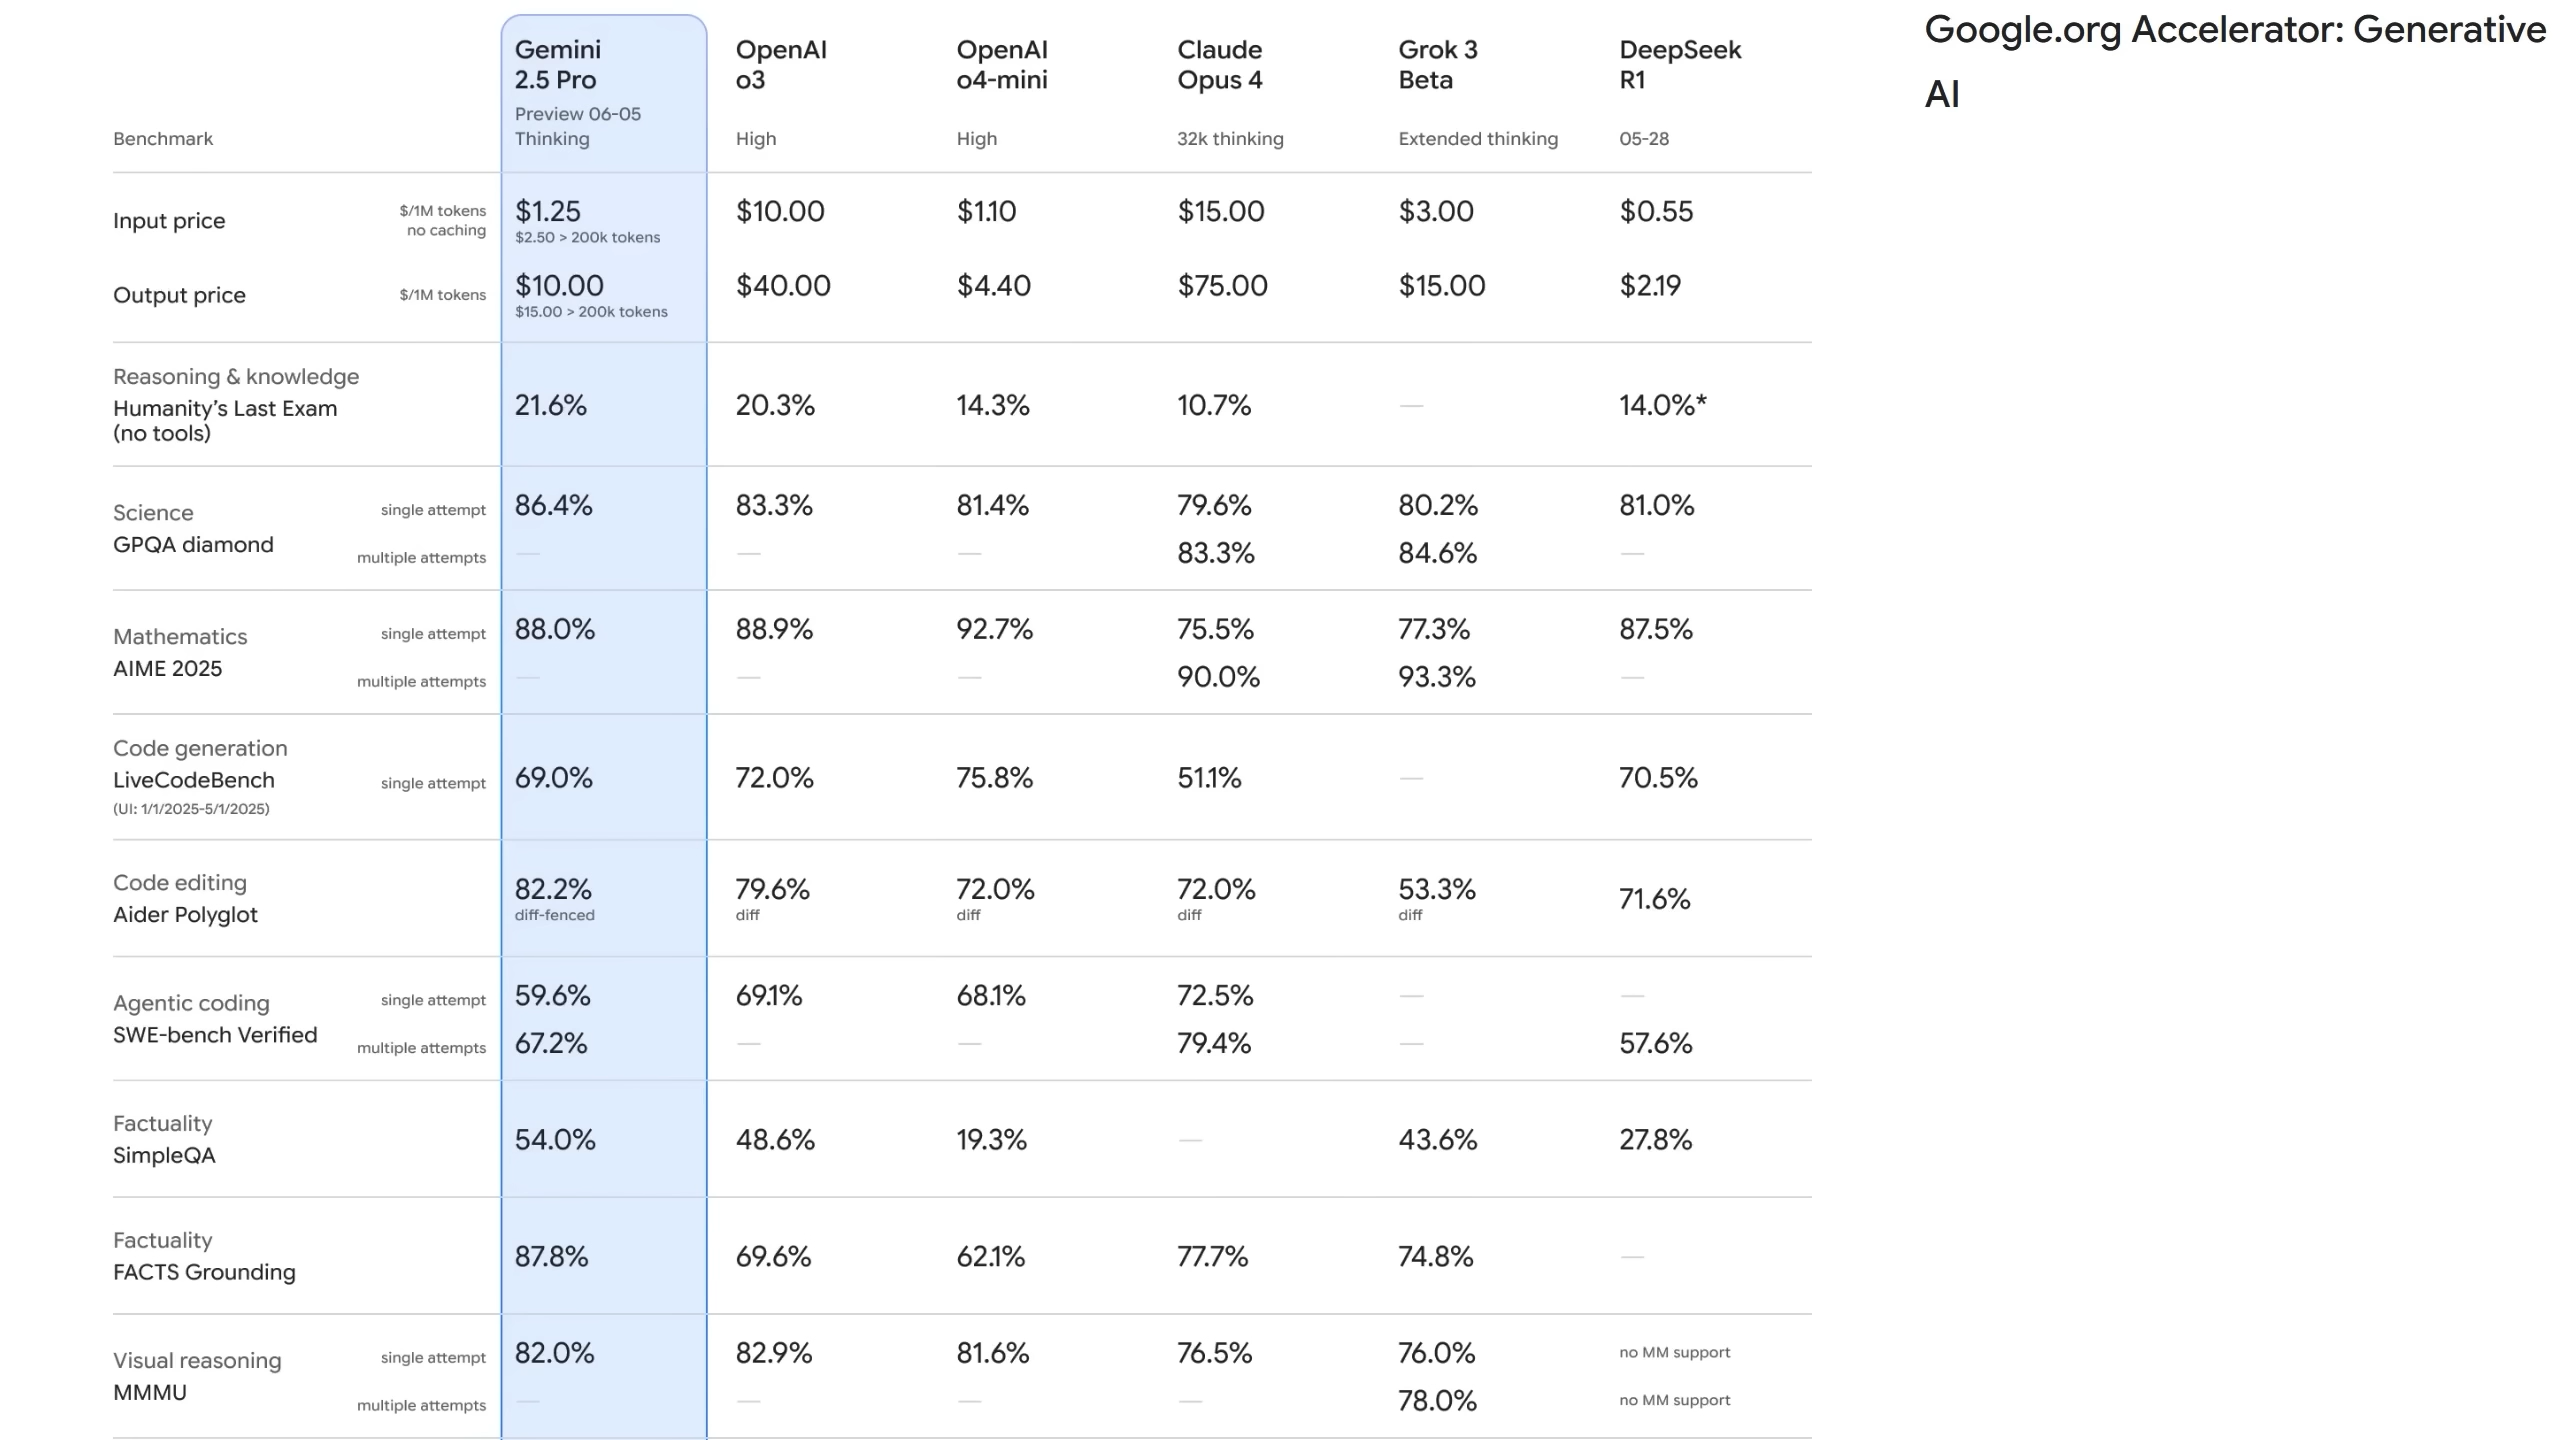 Google.org Accelerator: Generative
AI
Gemini
2.5 Pro
Preview 06-05
Thinking
OpenAI
o3
High
OpenAI
o4-mini
High
Claude
Opus 4
32k thinking
Grok 3
Beta
Extended thinking
DeepSeek
R1
05-28
Benchmark
Input price
$/1M tokens
no caching
$1.25
$2.50 > 200k tokens
$10.00
$1.10
$15.00
$3.00
$0.55
Output price
$/1M tokens
$10.00
$15.00 > 200k tokens
$40.00
$4.40
$75.00
$15.00
$2.19
Reasoning & knowledge
Humanity’s Last Exam
(no tools)
21.6%
20.3%
14.3%
10.7%
—
14.0%*
Science
GPQA diamond
single attempt
86.4%
83.3%
81.4%
79.6%
80.2%
81.0%
multiple attempts
—
—
—
83.3%
84.6%
—
Mathematics
AIME 2025
single attempt
88.0%
88.9%
92.7%
75.5%
77.3%
87.5%
multiple attempts
—
—
—
90.0%
93.3%
—
Code generation
LiveCodeBench
(UI: 1/1/2025-5/1/2025)
single attempt
69.0%
72.0%
75.8%
51.1%
—
70.5%
Code editing
Aider Polyglot
82.2%
diff-fenced
79.6%
diff
72.0%
diff
72.0%
diff
53.3%
diff
71.6%
Agentic coding
SWE-bench Verified
single attempt
59.6%
69.1%
68.1%
72.5%
—
—
multiple attempts
67.2%
—
—
79.4%
—
57.6%
Factuality
SimpleQA
54.0%
48.6%
19.3%
—
43.6%
27.8%
Factuality
FACTS Grounding
87.8%
69.6%
62.1%
77.7%
74.8%
—
Visual reasoning
MMMU
single attempt
82.0%
82.9%
81.6%
76.5%
76.0%
no MM support
multiple attempts
—
—
—
—
78.0%
no MM support